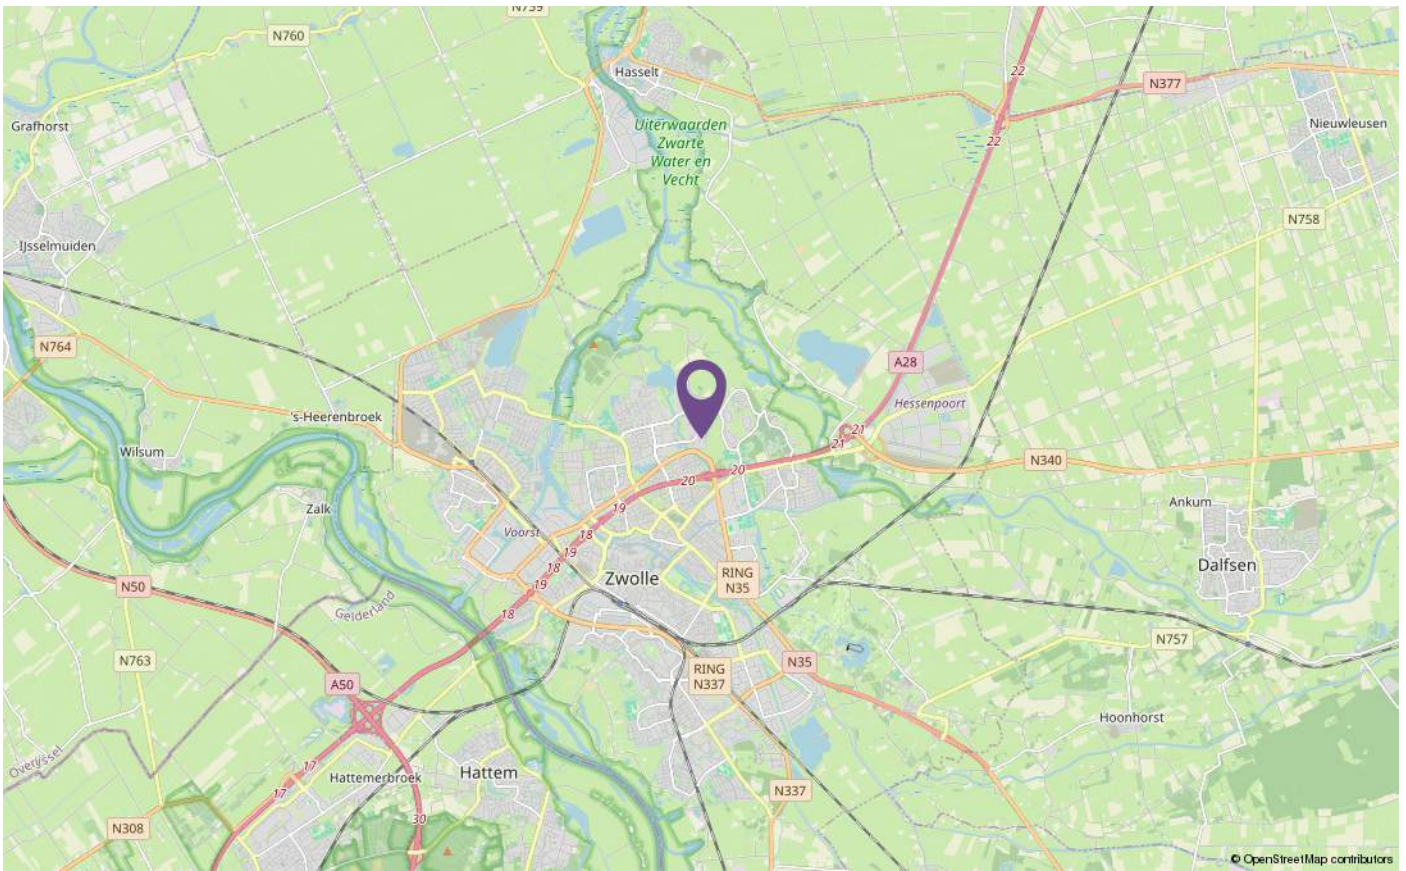 N759
N760
Hasselt
22
N377
Grafhorst
Uiterwaarden
Zwarte
Water en
Vecht
22
Nieuwleusen
IJsselmuiden
N758
N764
A28
's-Heerenbroek
Hessenpoort
21
21
Wilsum
N340
20
20
Ankum
Zalk
19
Voorst
18
19
18
Dalfsen
Zwolle
RING
N35
N50
19
Gelderland
18
N757
N763
N35
RING
N337
A50
Hoonhorst
Overijssel
17
Hattemerbroek
Hattem
17
N337
30
N308
© OpenStreetMap contributors